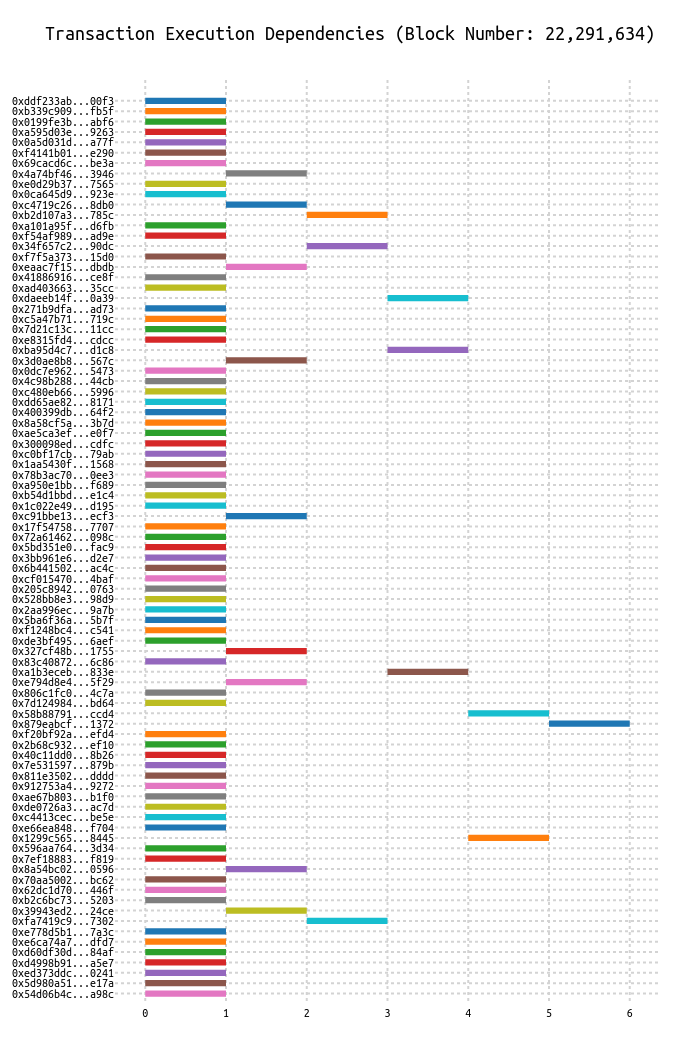 Transaction Execution Dependencies (Block Number: 22,291,634)
0xddf233ab...00f3
0xb339c909...fb5f
0x0199fe3b...abf6
0xa595d03e...9263
0x0a5d031d...a77f
0xf4141b01...e290
0x69cacd6c...be3a
0x4a74bf46...3946
0xe0d29b37...7565
0x0ca645d9...923e
0xc4719c26...8db0
0xb2d107a3...785c
0xa101a95f...d6fb
0xf54af989...ad9e
0x34f657c2...90dc
0xf7f5a373...15d0
0xeaac7f15...dbdb
0x41886916...ce8f
0xad403663...35cc
0xdaeeb14f...0a39
0x271b9dfa...ad73
0xc5a47b71...719c
0x7d21c13c...11cc
0xe8315fd4...cdcc
0xba95d4c7...d1c8
0x3d0ae8b8...567c
0x0dc7e962...5473
0x4c98b288...44cb
0xc480eb66...5996
0xdd65ae82...8171
0x400399db...64f2
0x8a58cf5a...3b7d
0xae5ca3ef...e0f7
0x300098ed...cdfc
0xc0bf17cb...79ab
0x1aa5430f...1568
0x78b3ac70...0ee3
0xa950e1bb...f689
0xb54d1bbd...e1c4
0x1c022e49...d195
0xc91bbe13...ecf3
0x17f54758...7707
0x72a61462...098c
0x5bd351e0...fac9
0x3bb961e6...d2e7
0x6b441502...ac4c
0xcf015470...4baf
0x205c8942...0763
0x528bb8e3...98d9
0x2aa996ec...9a7b
0x5ba6f36a...5b7f
0xf1248bc4...c541
0xde3bf495...6aef
0x327cf48b...1755
0x83c40872...6c86
0xa1b3eceb...833e
0xe794d8e4...5f29
0x806c1fc0...4c7a
0x7d124984...bd64
0x58b88791...ccd4
0x879eabcf...1372
0xf20bf92a...efd4
0x2b68c932...ef10
0x40c11dd0...8b26
0x7e531597...879b
0x811e3502...dddd
0x912753a4...9272
0xae67b803...b1f0
0xde0726a3...ac7d
0xc4413cec...be5e
0xe66ea848...f704
0x1299c565...8445
0x596aa764...3d34
0x7ef18883...f819
0x8a54bc02...0596
0x70aa5002...bc62
0x62dc1d70...446f
0xb2c6bc73...5203
0x39943ed2...24ce
0xfa7419c9...7302
0xe778d5b1...7a3c
0xe6ca74a7...dfd7
0xd60df30d...84af
0xd4998b91...a5e7
0xed373ddc...0241
0x5d980a51...e17a
0x54d06b4c...a98c
0 1 2 3 4 5 6